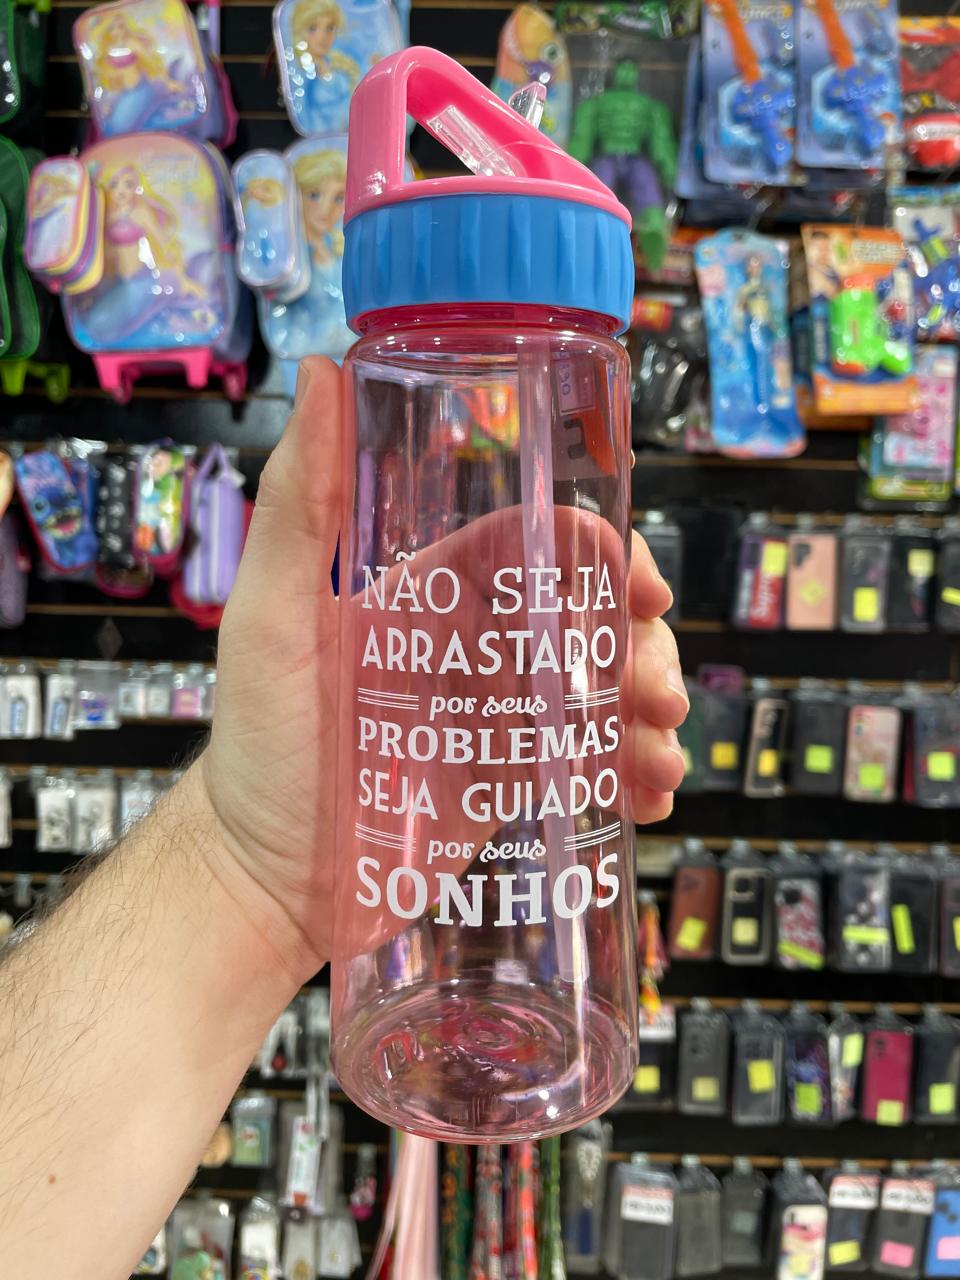 NÃO SEJA
ARRASTADO
por seus
PROBLEMAS
SEJA GUIADO
por seus
SONHOS